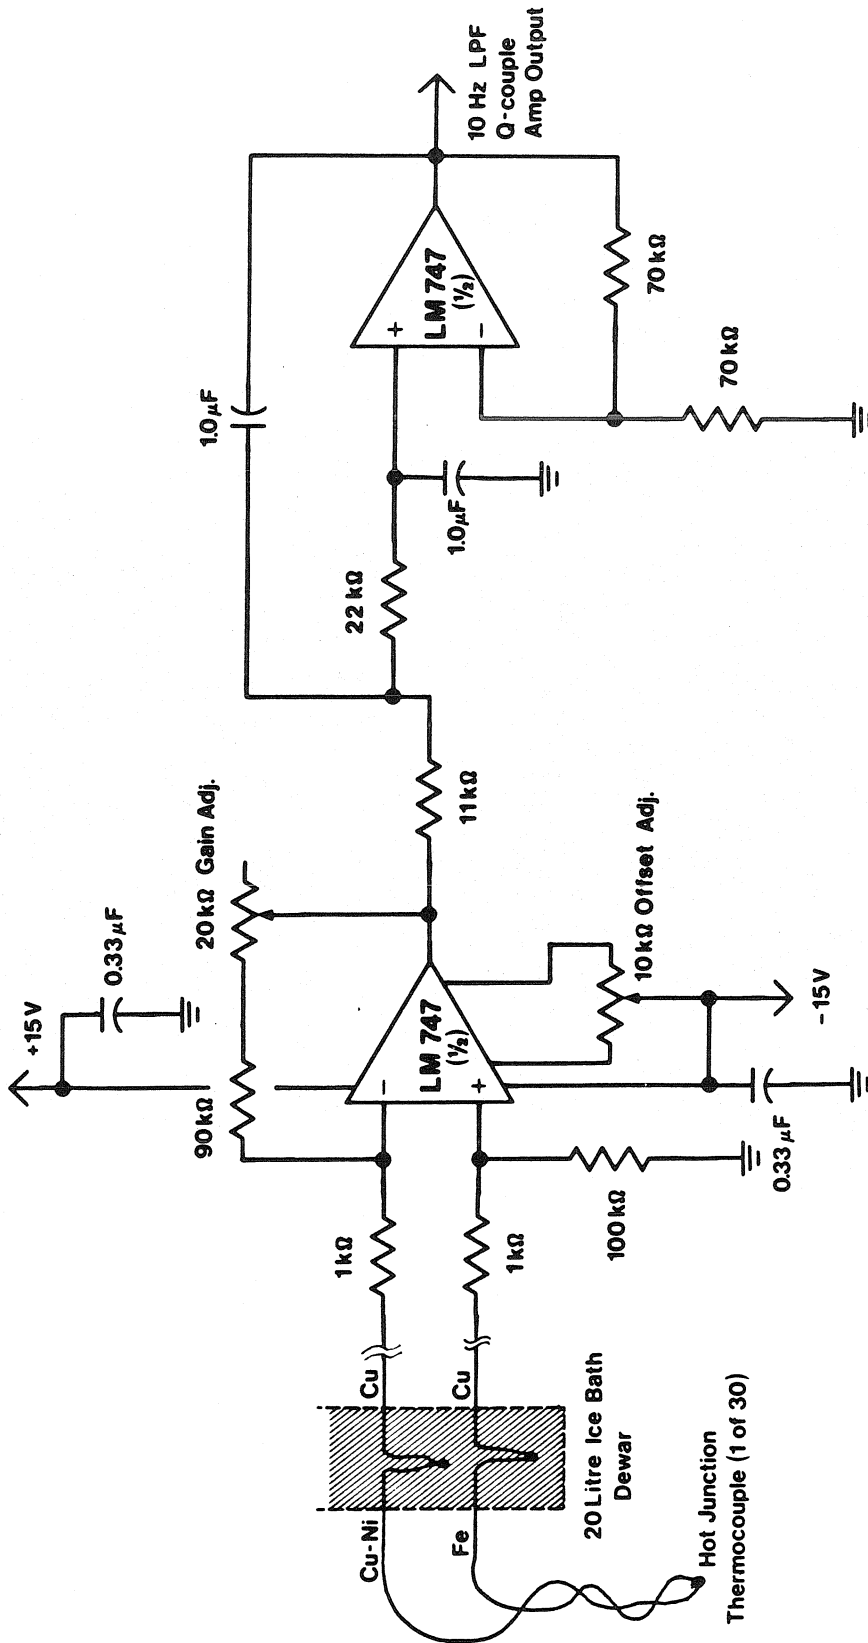 +15V
0.33µF
90kΩ
20kΩ Gain Adj.
1.0µF
Cu-Ni
Cu
1kΩ
-
LM 747
(½)
+
11kΩ
22kΩ
1.0µF
+
LM 747
(½)
-
10 Hz LPF
Q-couple
Amp Output
Fe
Cu
1kΩ
100kΩ
10kΩ Offset Adj.
70kΩ
70kΩ
20 Litre Ice Bath
Dewar
0.33µF
-15V
Hot Junction
Thermocouple (1 of 30)